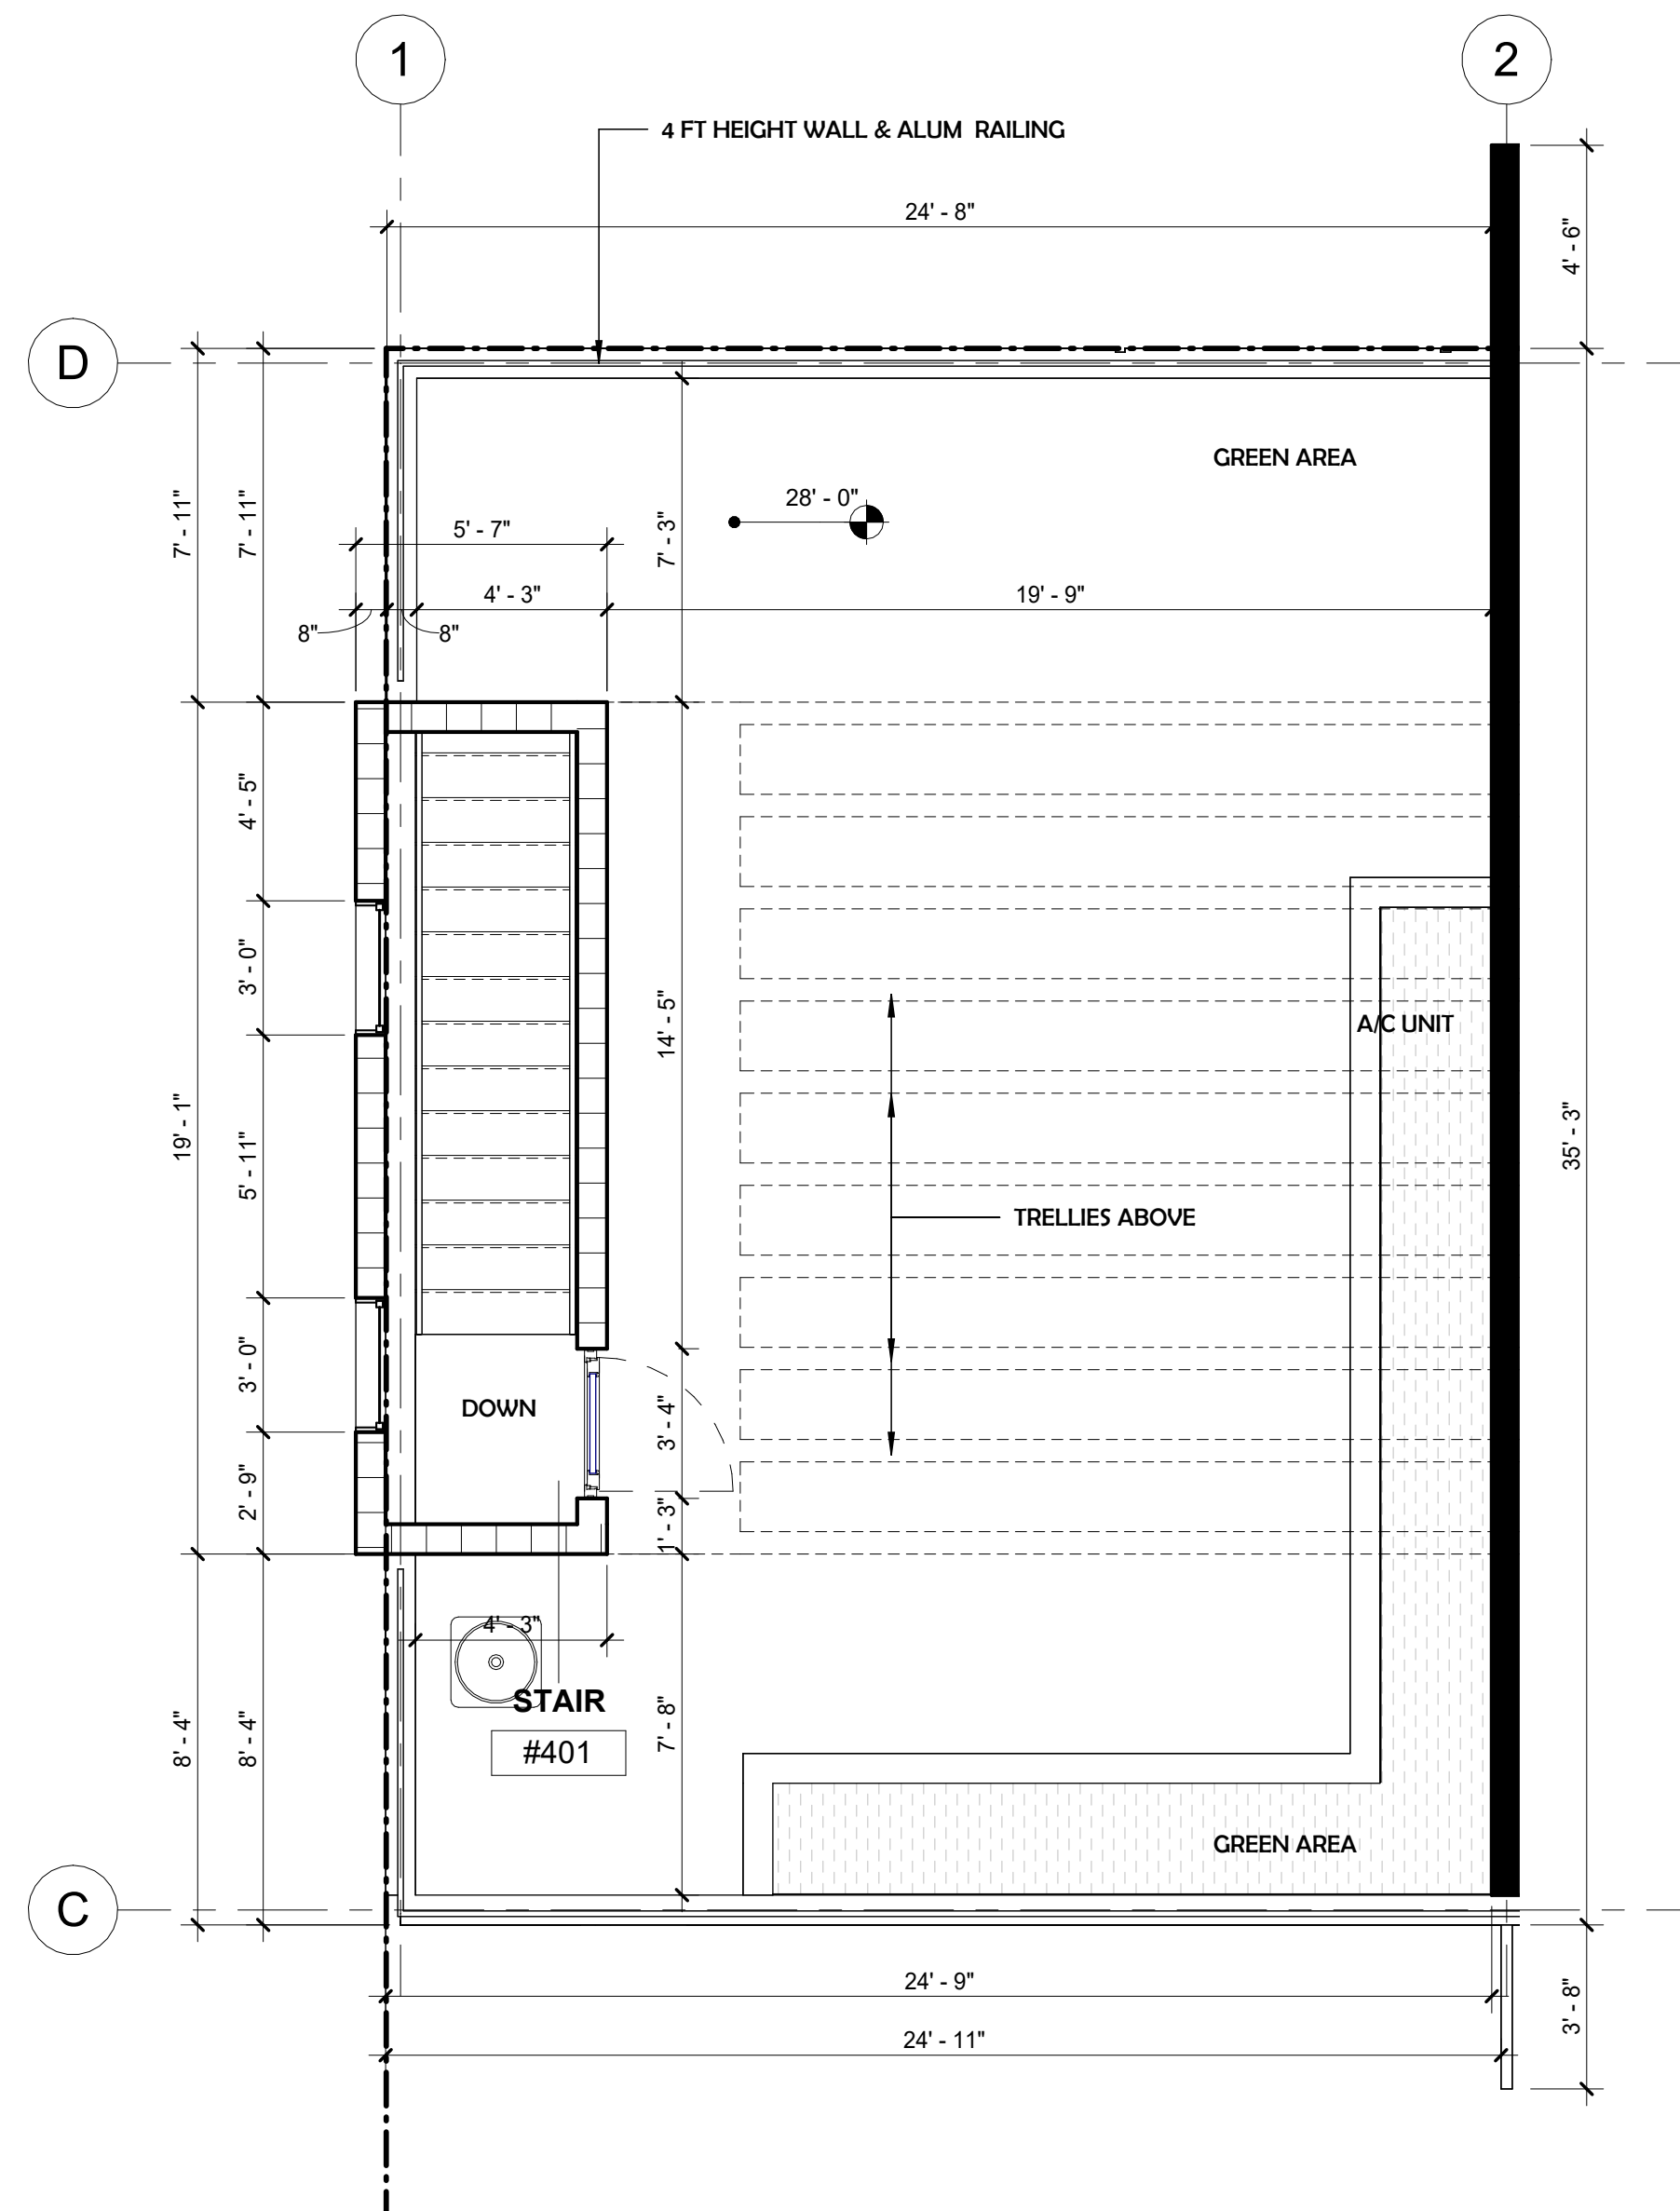 1
2
4 FT HEIGHT WALL & ALUM RAILING
24' - 8"
4' - 6"
D
GREEN AREA
28' - 0"
7' - 11"
7' - 11"
5' - 7"
7' - 3"
4' - 3"
19' - 9"
8"
8"
4' - 5"
3' - 0"
14' - 5"
A/C UNIT
19' - 1"
5' - 11"
35' - 3"
TRELLIES ABOVE
3' - 0"
DOWN
3' - 4"
2' - 9"
1' - 3"
4' - 3"
STAIR
#401
8' - 4"
8' - 4"
7' - 8"
GREEN AREA
C
24' - 9"
3' - 8"
24' - 11"